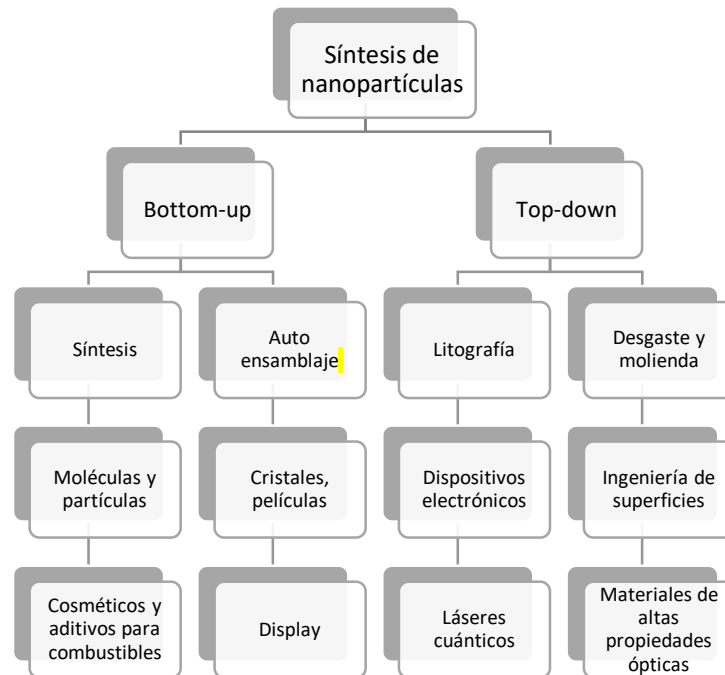 Síntesis de
nanopartículas
Bottom-up
Top-down
Síntesis
Auto
ensamblaje
Litografía
Desgaste y
molienda
Moléculas y
partículas
Cristales,
películas
Dispositivos
electrónicos
Ingeniería de
superficies
Cosméticos y
aditivos para
combustibles
Display
Láseres
cuánticos
Materiales de
altas
propiedades
ópticas